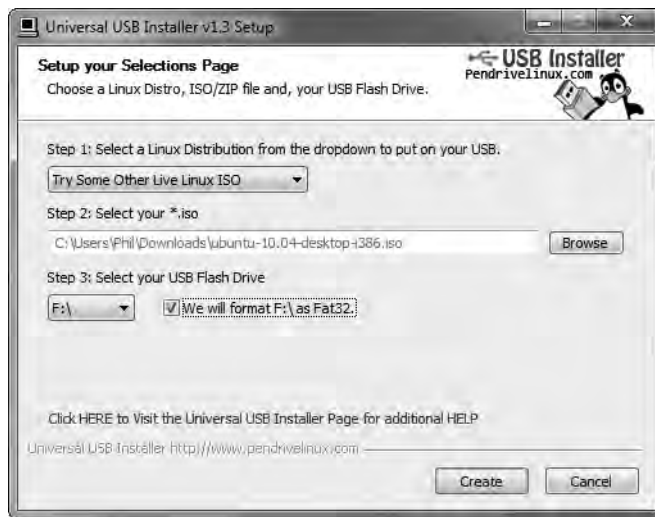 Universal USB Installer v1.3 Setup
Setup your Selections Page
Choose a Linux Distro, ISO/ZIP file and, your USB Flash Drive.
USB Installer
Pendrivelinux.com
Step 1: Select a Linux Distribution from the dropdown to put on your USB.
Try Some Other Live Linux ISO
Step 2: Select your *.iso
C:\Users\Phil\Downloads\ubuntu-10.04-desktop-i386.iso
Browse
Step 3: Select your USB Flash Drive
F:\
We will format F:\ as Fat32.
Click HERE to Visit the Universal USB Installer Page for additional HELP
Universal USB Installer http://www.pendrivelinux.com
Create
Cancel